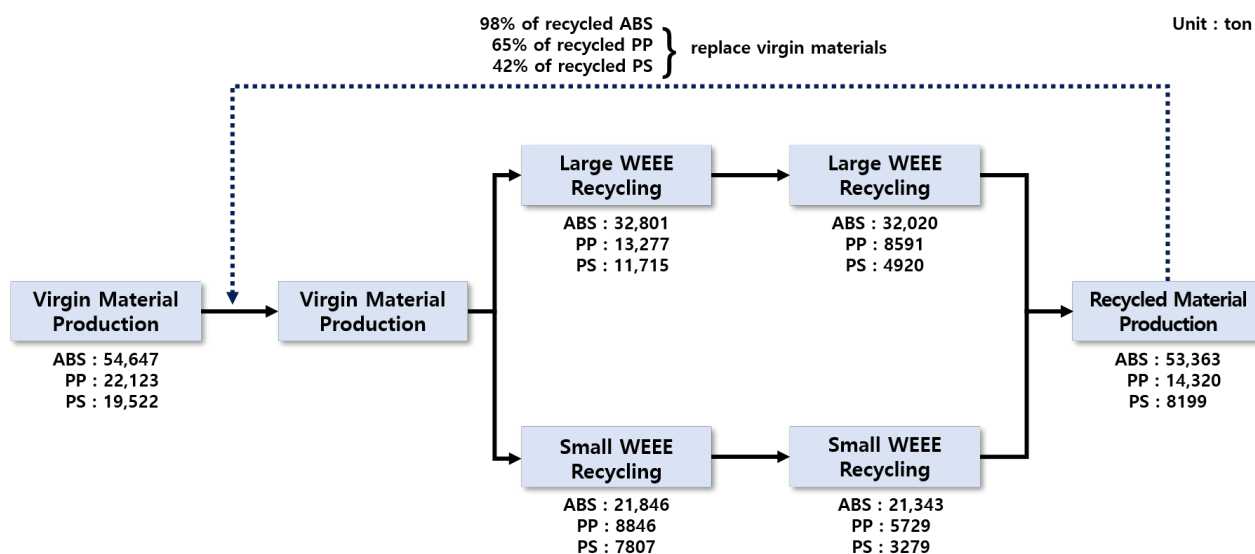 98% of recycled ABS
65% of recycled PP
42% of recycled PS
replace virgin materials
Unit : ton
Large WEEE
Recycling
ABS : 32,801
PP : 13,277
PS : 11,715
Large WEEE
Recycling
ABS : 32,020
PP : 8591
PS : 4920
Virgin Material
Production
ABS : 54,647
PP : 22,123
PS : 19,522
Virgin Material
Production
Recycled Material
Production
ABS : 53,363
PP : 14,320
PS : 8199
Small WEEE
Recycling
ABS : 21,846
PP : 8846
PS : 7807
Small WEEE
Recycling
ABS : 21,343
PP : 5729
PS : 3279